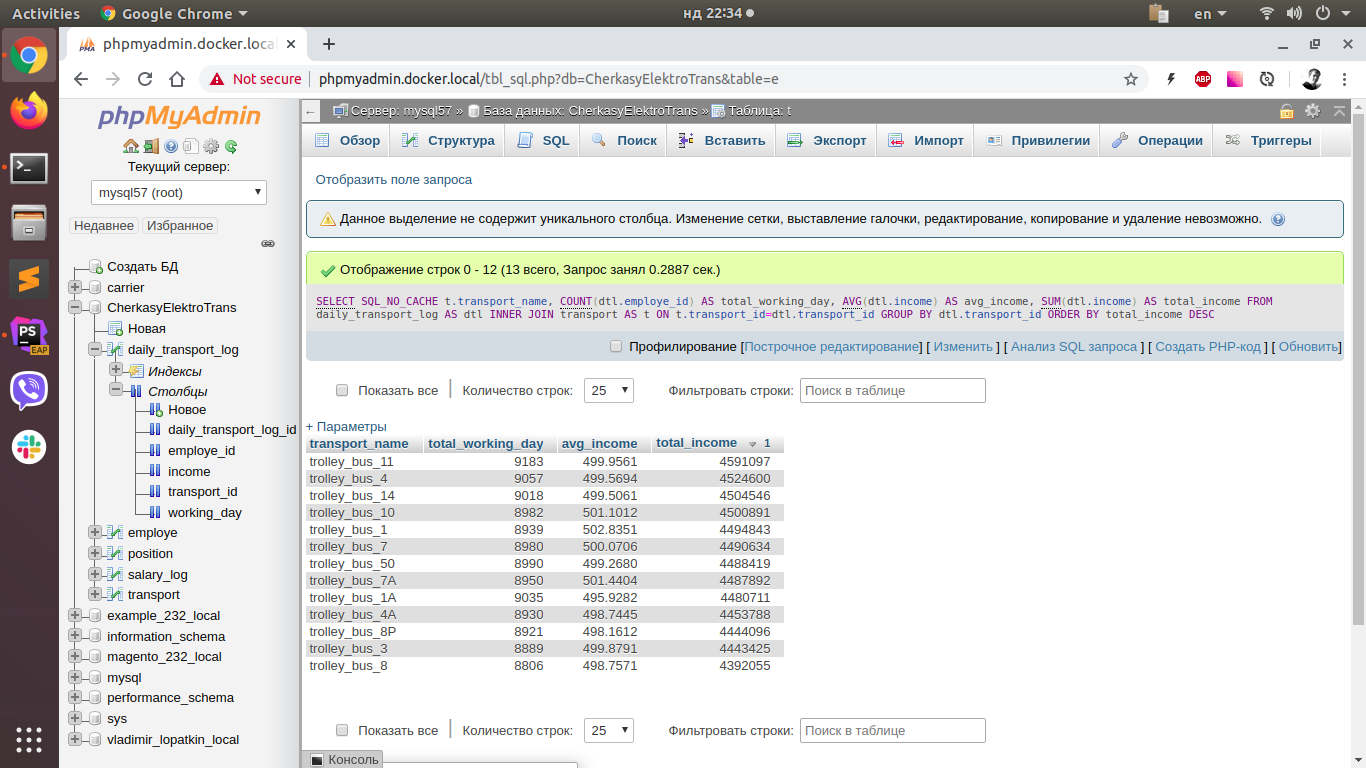 Activities
Google Chrome
нд 22:34
en
phpmyadmin.docker.loca
Not secure
phpmyadmin.docker.local/tbl_sql.php?db=CherkasyElektroTrans&table=e
ABP
PS
EAP
phpMyAdmin
Текущий сервер:
mysql57 (root)
Недавнее
Избранное
Создать БД
carrier
CherkasyElektroTrans
Новая
daily_transport_log
Индексы
Столбцы
Новое
daily_transport_log_id
employe_id
income
transport_id
working_day
employe
position
salary_log
transport
example_232_local
information_schema
magento_232_local
mysql
performance_schema
sys
vladimir_lopatkin_local
Сервер: mysql57 » База данных: CherkasyElektroTrans » Таблица: t
Обзор
Структура
SQL
Поиск
Вставить
Экспорт
Импорт
Привилегии
Операции
Триггеры
Отобразить поле запроса
Данное выделение не содержит уникального столбца. Изменение сетки, выставление галочки, редактирование, копирование и удаление невозможно.
Отображение строк 0 - 12 (13 всего, Запрос занял 0.2887 сек.)
SELECT SQL_NO_CACHE t.transport_name, COUNT(dtl.employe_id) AS total_working_day, AVG(dtl.income) AS avg_income, SUM(dtl.income) AS total_income FROM
daily_transport_log AS dtl INNER JOIN transport AS t ON t.transport_id=dtl.transport_id GROUP BY dtl.transport_id ORDER BY total_income DESC
Профилирование [Построчное редактирование] [ Изменить ] [ Анализ SQL запроса ] [ Создать PHP-код ] [ Обновить]
Показать все
Количество строк:
25
Фильтровать строки:
Поиск в таблице
+ Параметры
transport_name total_working_day avg_income total_income 1
trolley_bus_11 9183 499.9561 4591097
trolley_bus_4 9057 499.5694 4524600
trolley_bus_14 9018 499.5061 4504546
trolley_bus_10 8982 501.1012 4500891
trolley_bus_1 8939 502.8351 4494843
trolley_bus_7 8980 500.0706 4490634
trolley_bus_50 8990 499.2680 4488419
trolley_bus_7A 8950 501.4404 4487892
trolley_bus_1A 9035 495.9282 4480711
trolley_bus_4A 8930 498.7445 4453788
trolley_bus_8P 8921 498.1612 4444096
trolley_bus_3 8889 499.8791 4443425
trolley_bus_8 8806 498.7571 4392055
Показать все
Количество строк:
25
Фильтровать строки:
Поиск в таблице
Консоль